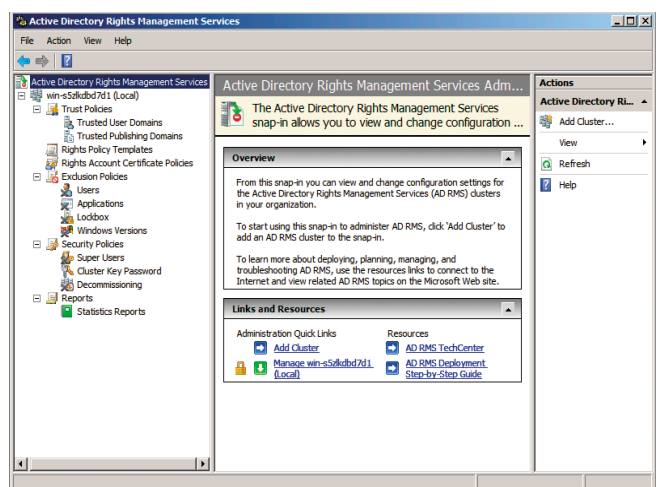 Active Directory Rights Management Services
File Action View Help
Active Directory Rights Management Services
win-s5zlkdbd7d1 (Local)
Trust Policies
Trusted User Domains
Trusted Publishing Domains
Rights Policy Templates
Rights Account Certificate Policies
Exclusion Policies
Users
Applications
Lockbox
Windows Versions
Security Policies
Super Users
Cluster Key Password
Decommissioning
Reports
Statistics Reports
Active Directory Rights Management Services Adm...
The Active Directory Rights Management Services
snap-in allows you to view and change configuration ...
Overview
From this snap-in you can view and change configuration settings for
the Active Directory Rights Management Services (AD RMS) clusters
in your organization.
To start using this snap-in to administer AD RMS, click 'Add Cluster' to
add an AD RMS cluster to the snap-in.
To learn more about deploying, planning, managing, and
troubleshooting AD RMS, use the resources links to connect to the
Internet and view related AD RMS topics on the Microsoft Web site.
Links and Resources
Administration Quick Links
Add Cluster
Manage win-s5zlkdbd7d1
(Local)
Resources
AD RMS TechCenter
AD RMS Deployment
Step-by-Step Guide
Actions
Active Directory Ri...
Add Cluster...
View
Refresh
Help